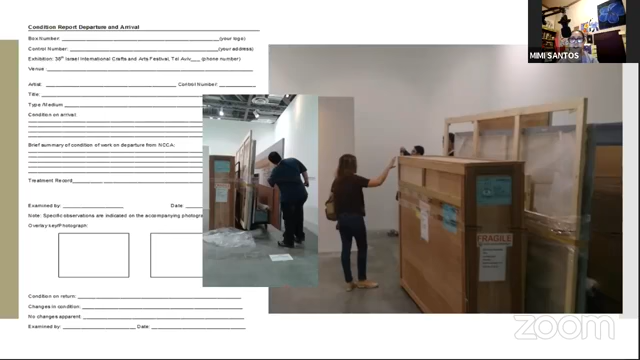 Condition Report Departure and Arrival
Box Number: (your logo)
Control Number: (your address)
Exhibition: 38th Israel International Crafts and Arts Festival, Tel Aviv (phone number)
Venue:
Artist: Control Number:
Title:
Type /Medium
Condition on arrival:
Brief summary of condition of work on departure from NCCA:
Treatment Record
Examined by: Date:
Note: Specific observations are indicated on the accompanying photogra
Overlay key/Photograph:
Condition on return:
Changes in condition:
No changes apparent:
Examined by: Date:
FRAGILE
MIMI SANTOS
zoom